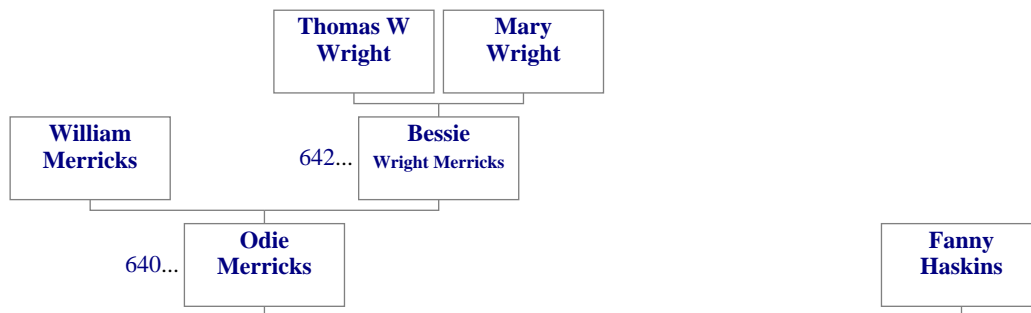 Thomas W
Wright
Mary
Wright
William
Merricks
642...
Bessie
Wright Merricks
640...
Odie
Merricks
Fanny
Haskins